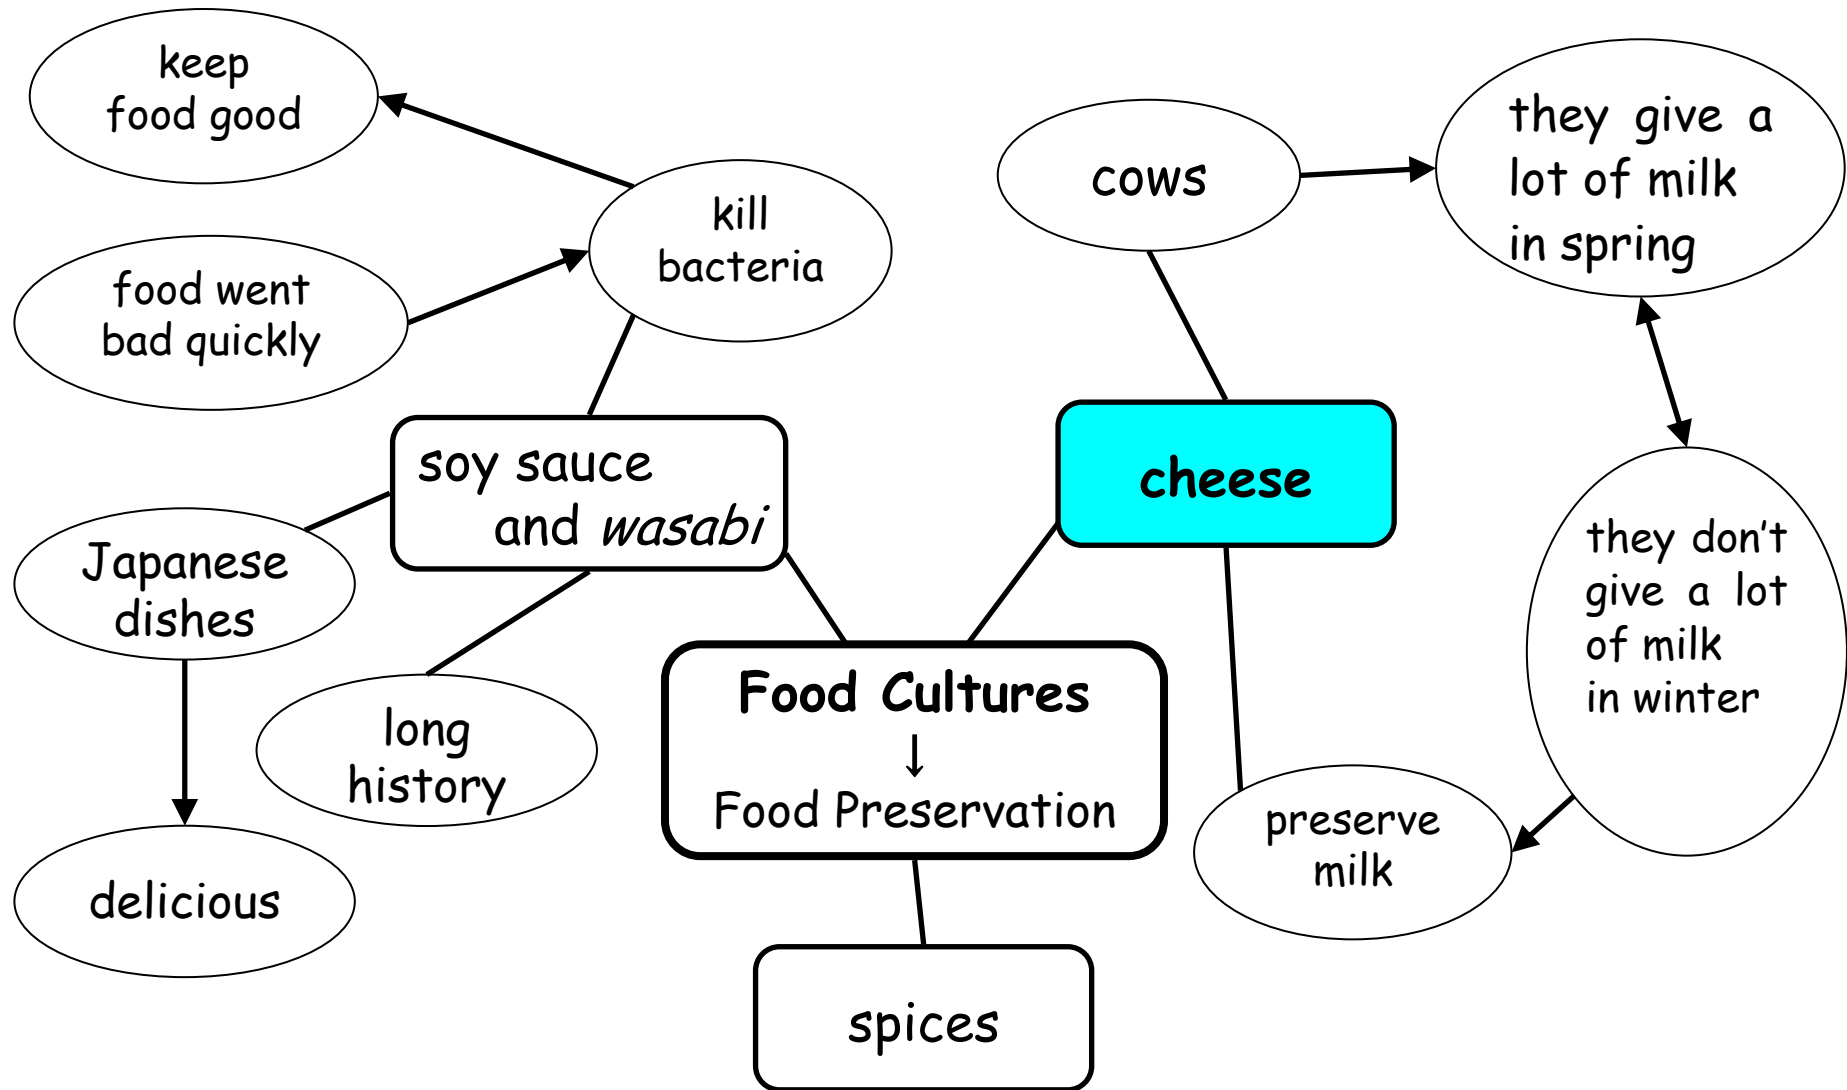 keep
food good
kill
bacteria
food went
bad quickly
soy sauce
and wasabi
Japanese
dishes
long
history
delicious
cows
they give a
lot of milk
in spring
cheese
they don't
give a lot
of milk
in winter
preserve
milk
Food Cultures
↓
Food Preservation
spices